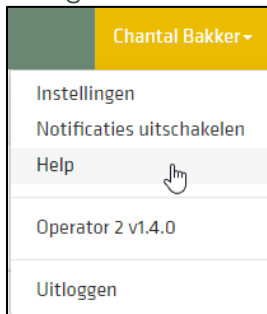 Chantal Bakker
Instellingen
Notificaties uitschakelen
Help
Operator 2 v1.4.0
Uitloggen